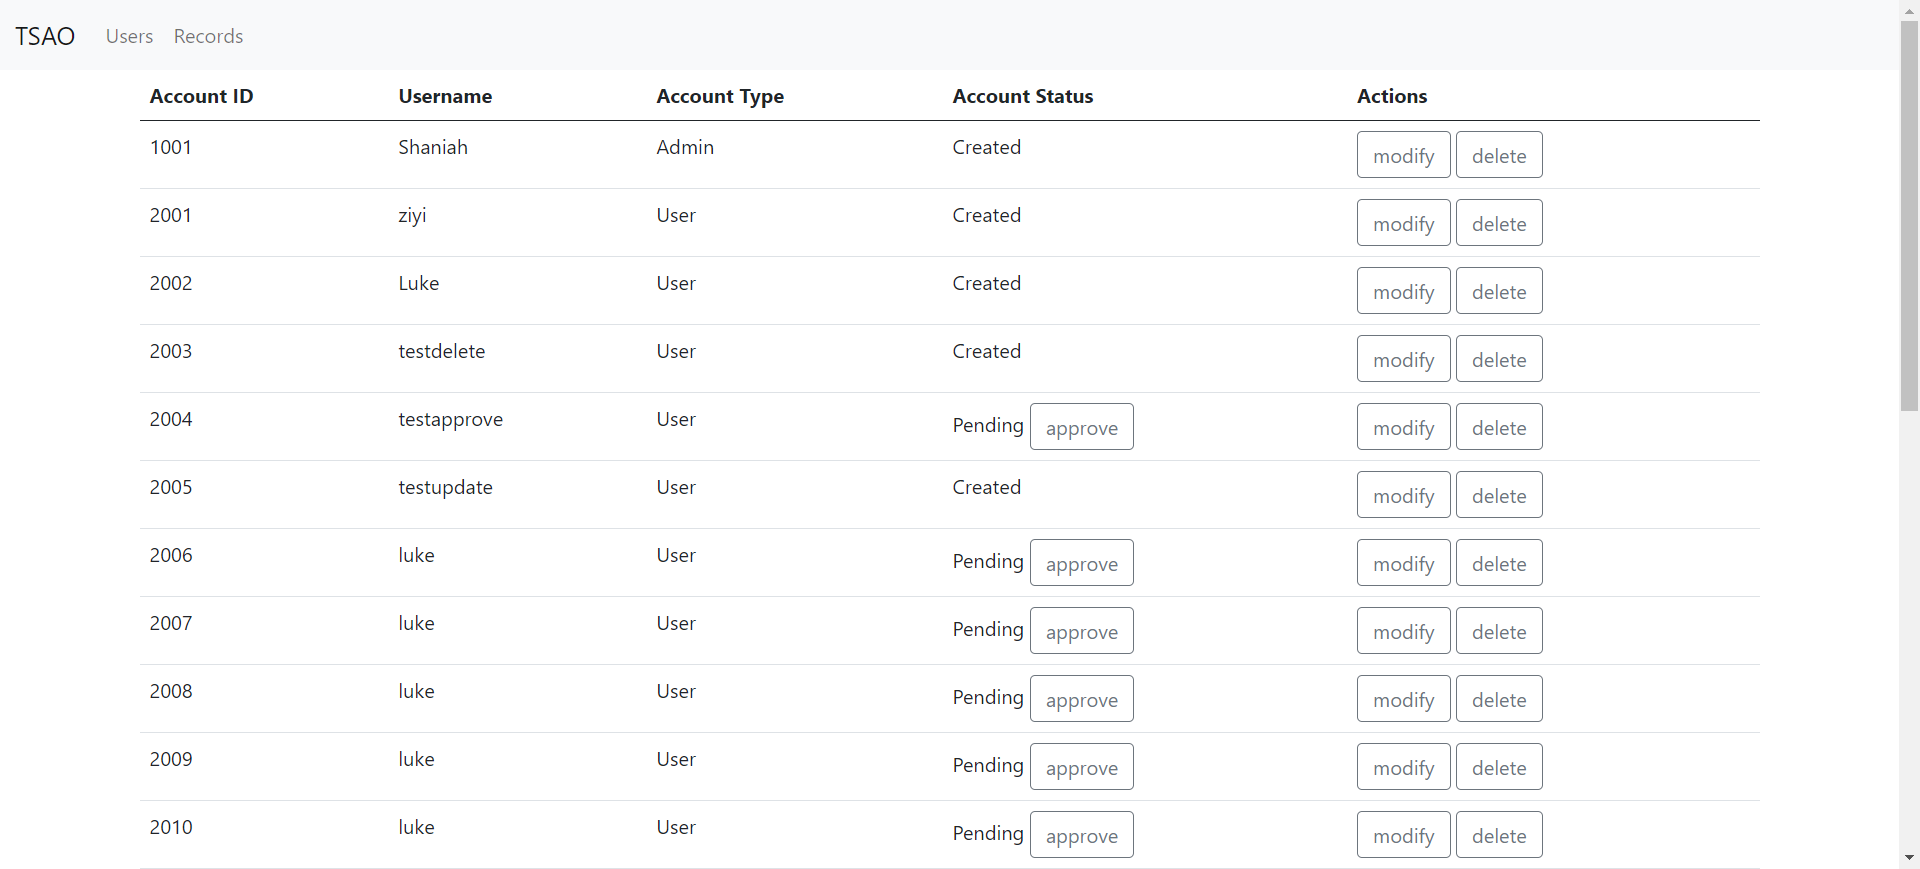 TSAO Users Records
Account ID Username Account Type Account Status Actions
1001 Shaniah Admin Created modify delete
2001 ziyi User Created modify delete
2002 Luke User Created modify delete
2003 testdelete User Created modify delete
2004 testapprove User Pending approve modify delete
2005 testupdate User Created modify delete
2006 luke User Pending approve modify delete
2007 luke User Pending approve modify delete
2008 luke User Pending approve modify delete
2009 luke User Pending approve modify delete
2010 luke User Pending approve modify delete